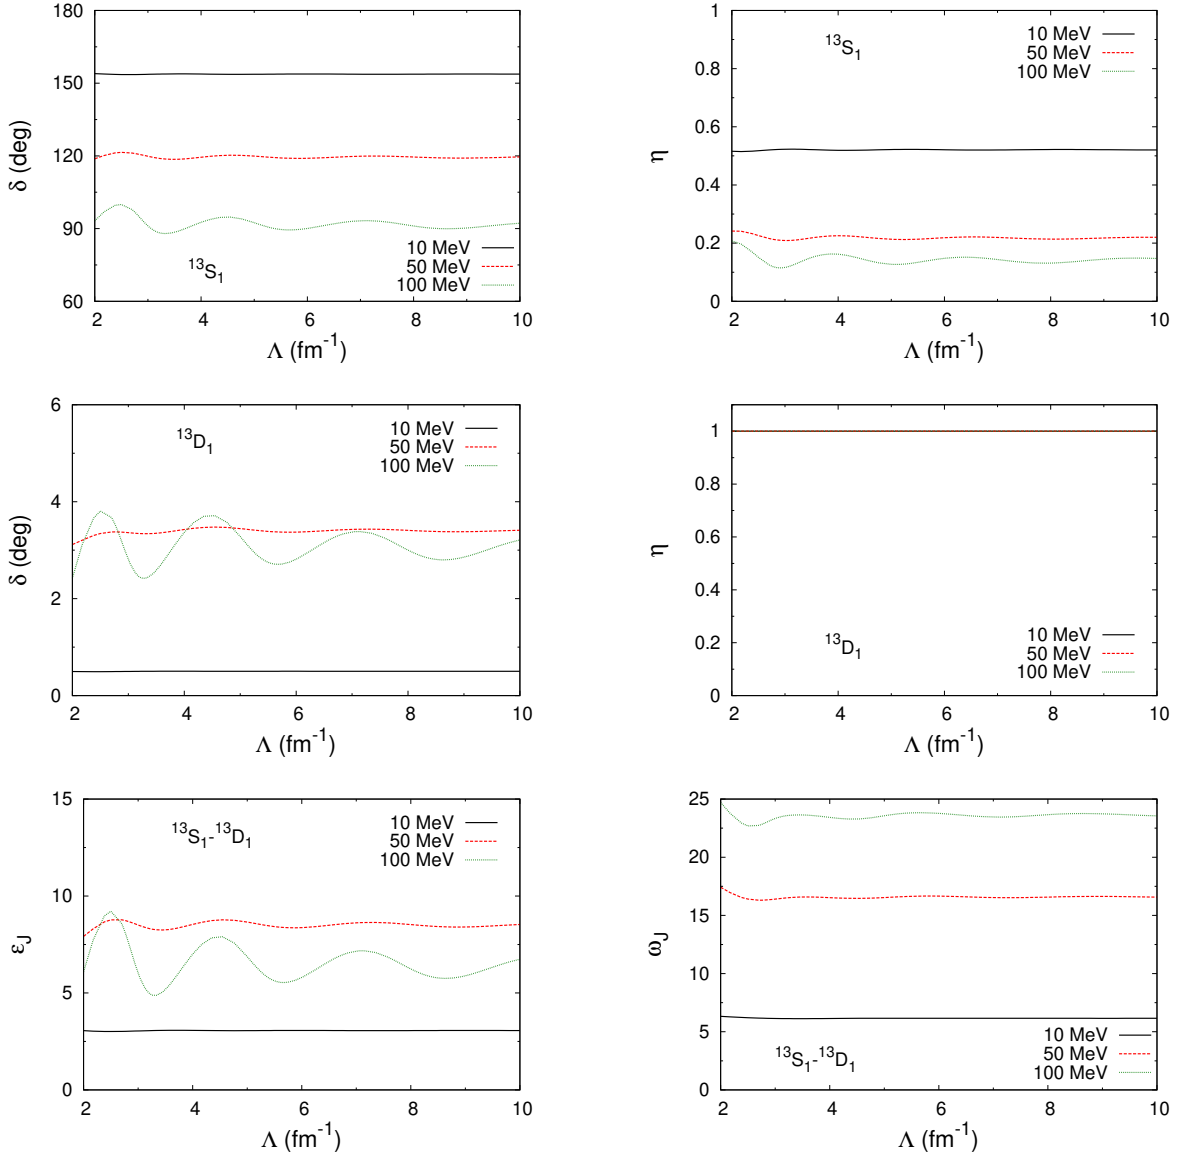 180
150
120
90
60
δ (deg)
10 MeV
50 MeV
100 MeV
¹³S₁
2 4 6 8 10
Λ (fm⁻¹)
1
0.8
0.6
0.4
0.2
0
η
¹³S₁
10 MeV
50 MeV
100 MeV
2 4 6 8 10
Λ (fm⁻¹)
6
4
2
0
δ (deg)
¹³D₁
10 MeV
50 MeV
100 MeV
2 4 6 8 10
Λ (fm⁻¹)
1
0.8
0.6
0.4
0.2
0
η
10 MeV
50 MeV
100 MeV
¹³D₁
2 4 6 8 10
Λ (fm⁻¹)
15
10
5
0
ε_J
¹³S₁-¹³D₁
10 MeV
50 MeV
100 MeV
2 4 6 8 10
Λ (fm⁻¹)
25
20
15
10
5
0
ω_J
10 MeV
50 MeV
100 MeV
¹³S₁-¹³D₁
2 4 6 8 10
Λ (fm⁻¹)